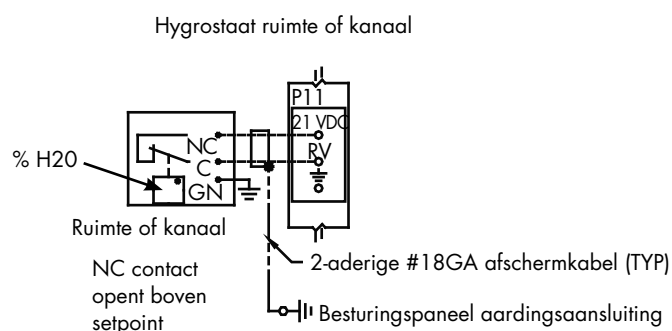 Hygrostaat ruimte of kanaal
P11
21 VDC
NC
RV
C
% H20
GN
Ruimte of kanaal
NC contact
opent boven
setpoint
2-aderige #18GA afschermkabel (TYP)
Besturingspaneel aardingsaansluiting